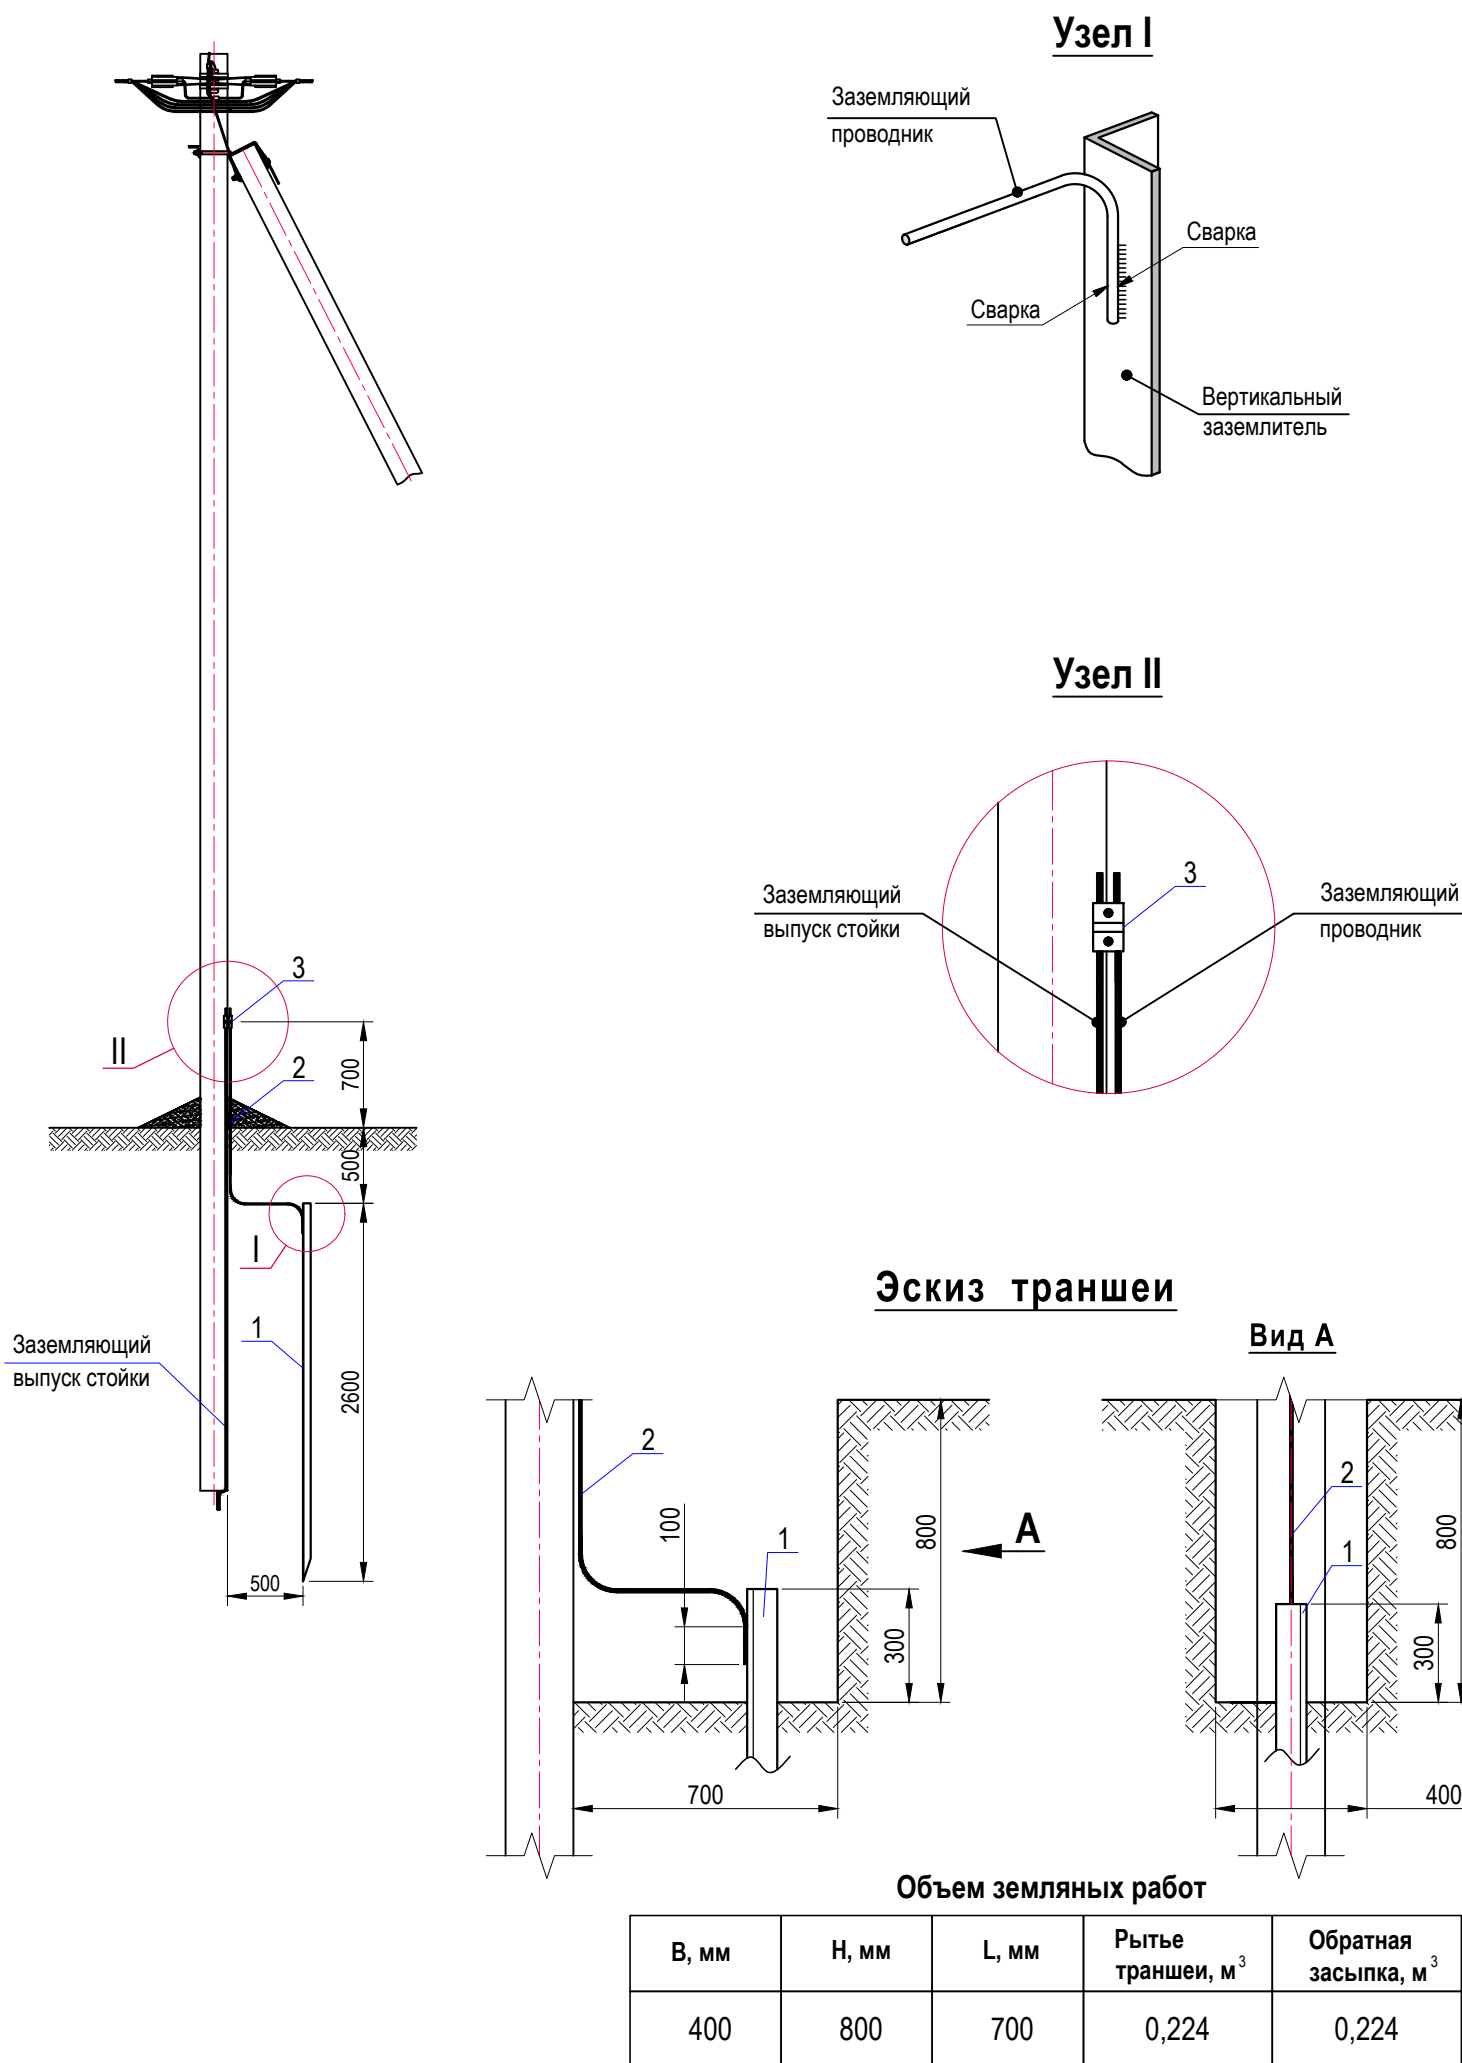 Узел I
Заземляющий
проводник
Сварка
Сварка
Вертикальный
заземлитель
Узел II
Заземляющий
выпуск стойки
3
Заземляющий
проводник
3
II
2
700
500
I
1
Заземляющий
выпуск стойки
2600
500
Эскиз траншеи
Вид А
2
100
1
800
А
300
700
2
1
800
300
400
Объем земляных работ
В, мм
Н, мм
L, мм
Рытье
траншеи, м³
Обратная
засыпка, м³
400
800
700
0,224
0,224